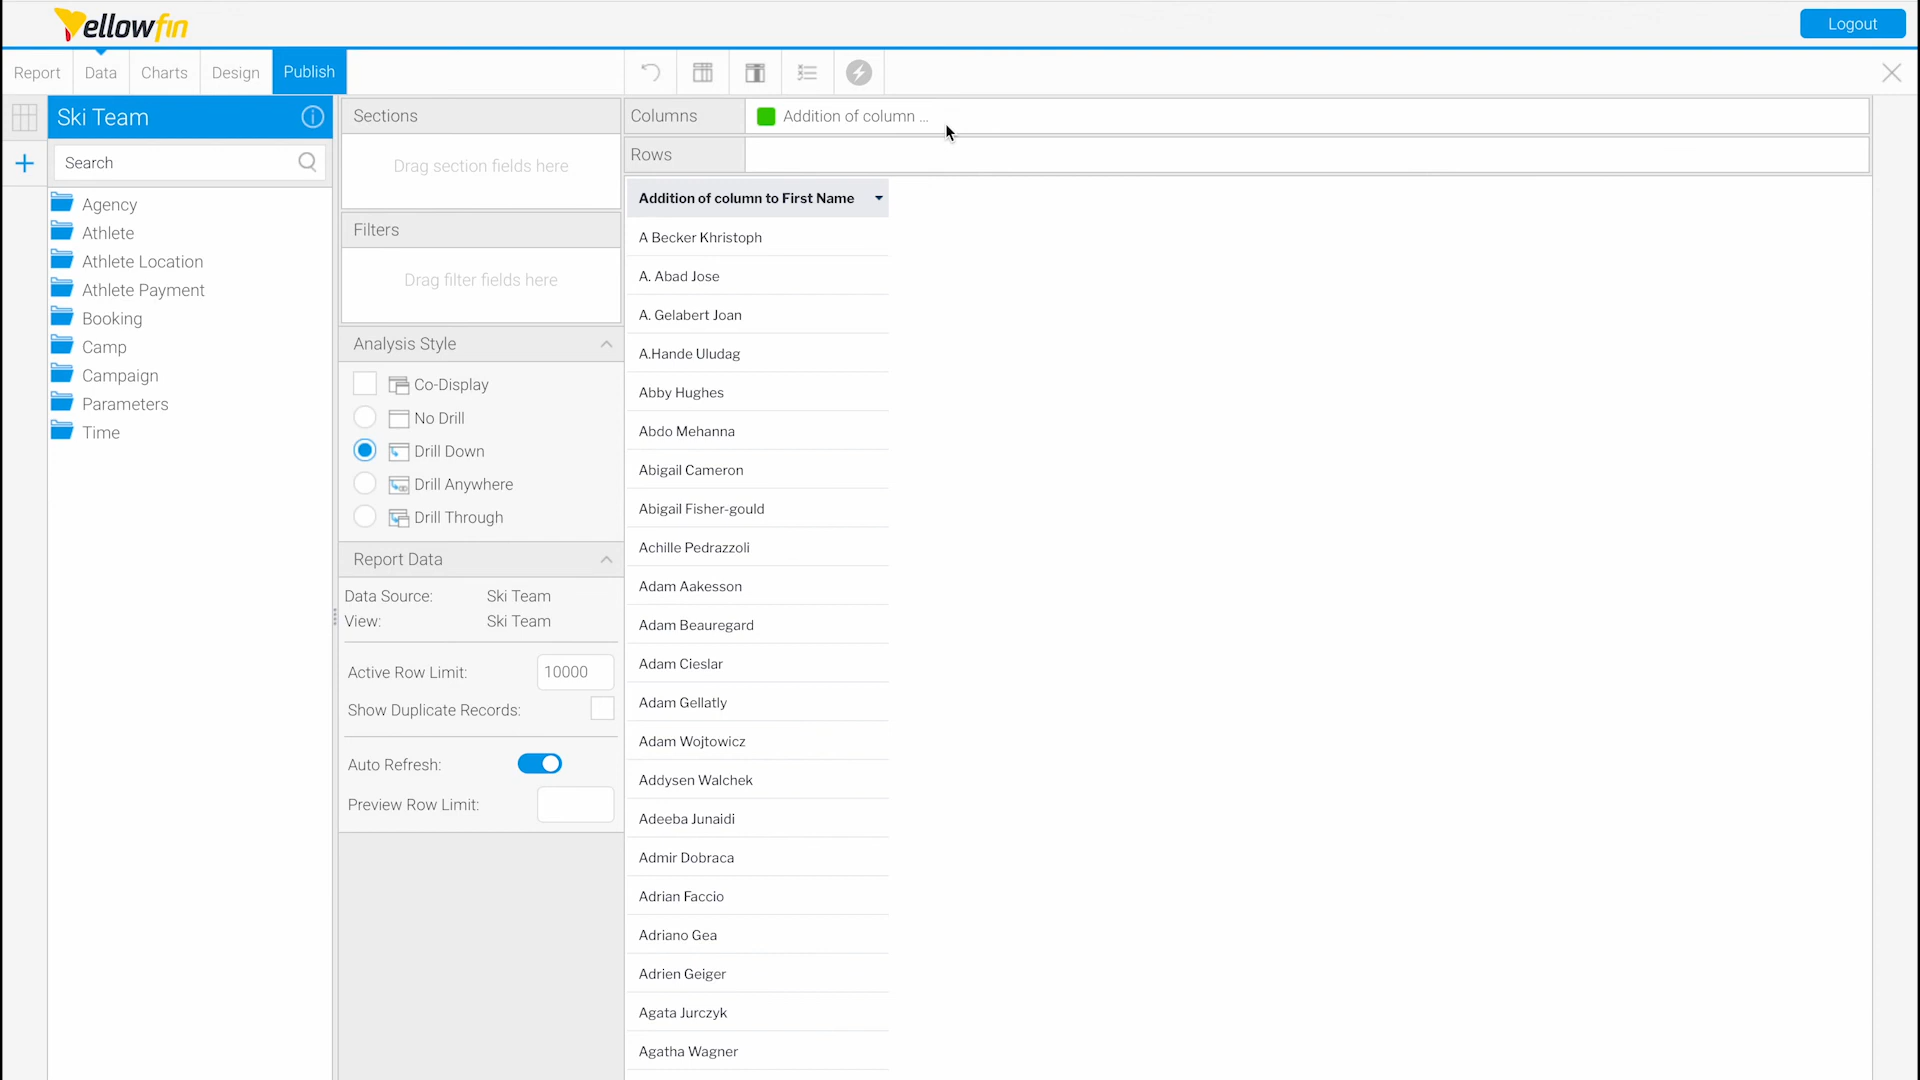 Yellowfin
Logout
Report
Data
Charts
Design
Publish
Ski Team
Search
Agency
Athlete
Athlete Location
Athlete Payment
Booking
Camp
Campaign
Parameters
Time
Sections
Drag section fields here
Filters
Drag filter fields here
Analysis Style
Co-Display
No Drill
Drill Down
Drill Anywhere
Drill Through
Report Data
Data Source: Ski Team
View: Ski Team
Active Row Limit: 10000
Show Duplicate Records:
Auto Refresh:
Preview Row Limit:
Columns
Addition of column ...
Rows
Addition of column to First Name
A Becker Khristoph
A. Abad Jose
A. Gelabert Joan
A.Hande Uludag
Abby Hughes
Abdo Mehanna
Abigail Cameron
Abigail Fisher-gould
Achille Pedrazzoli
Adam Aakesson
Adam Beauregard
Adam Cieslar
Adam Gellatly
Adam Wojtowicz
Addysen Walchek
Adeeba Junaidi
Admir Dobraca
Adrian Faccio
Adriano Gea
Adrien Geiger
Agata Jurczyk
Agatha Wagner